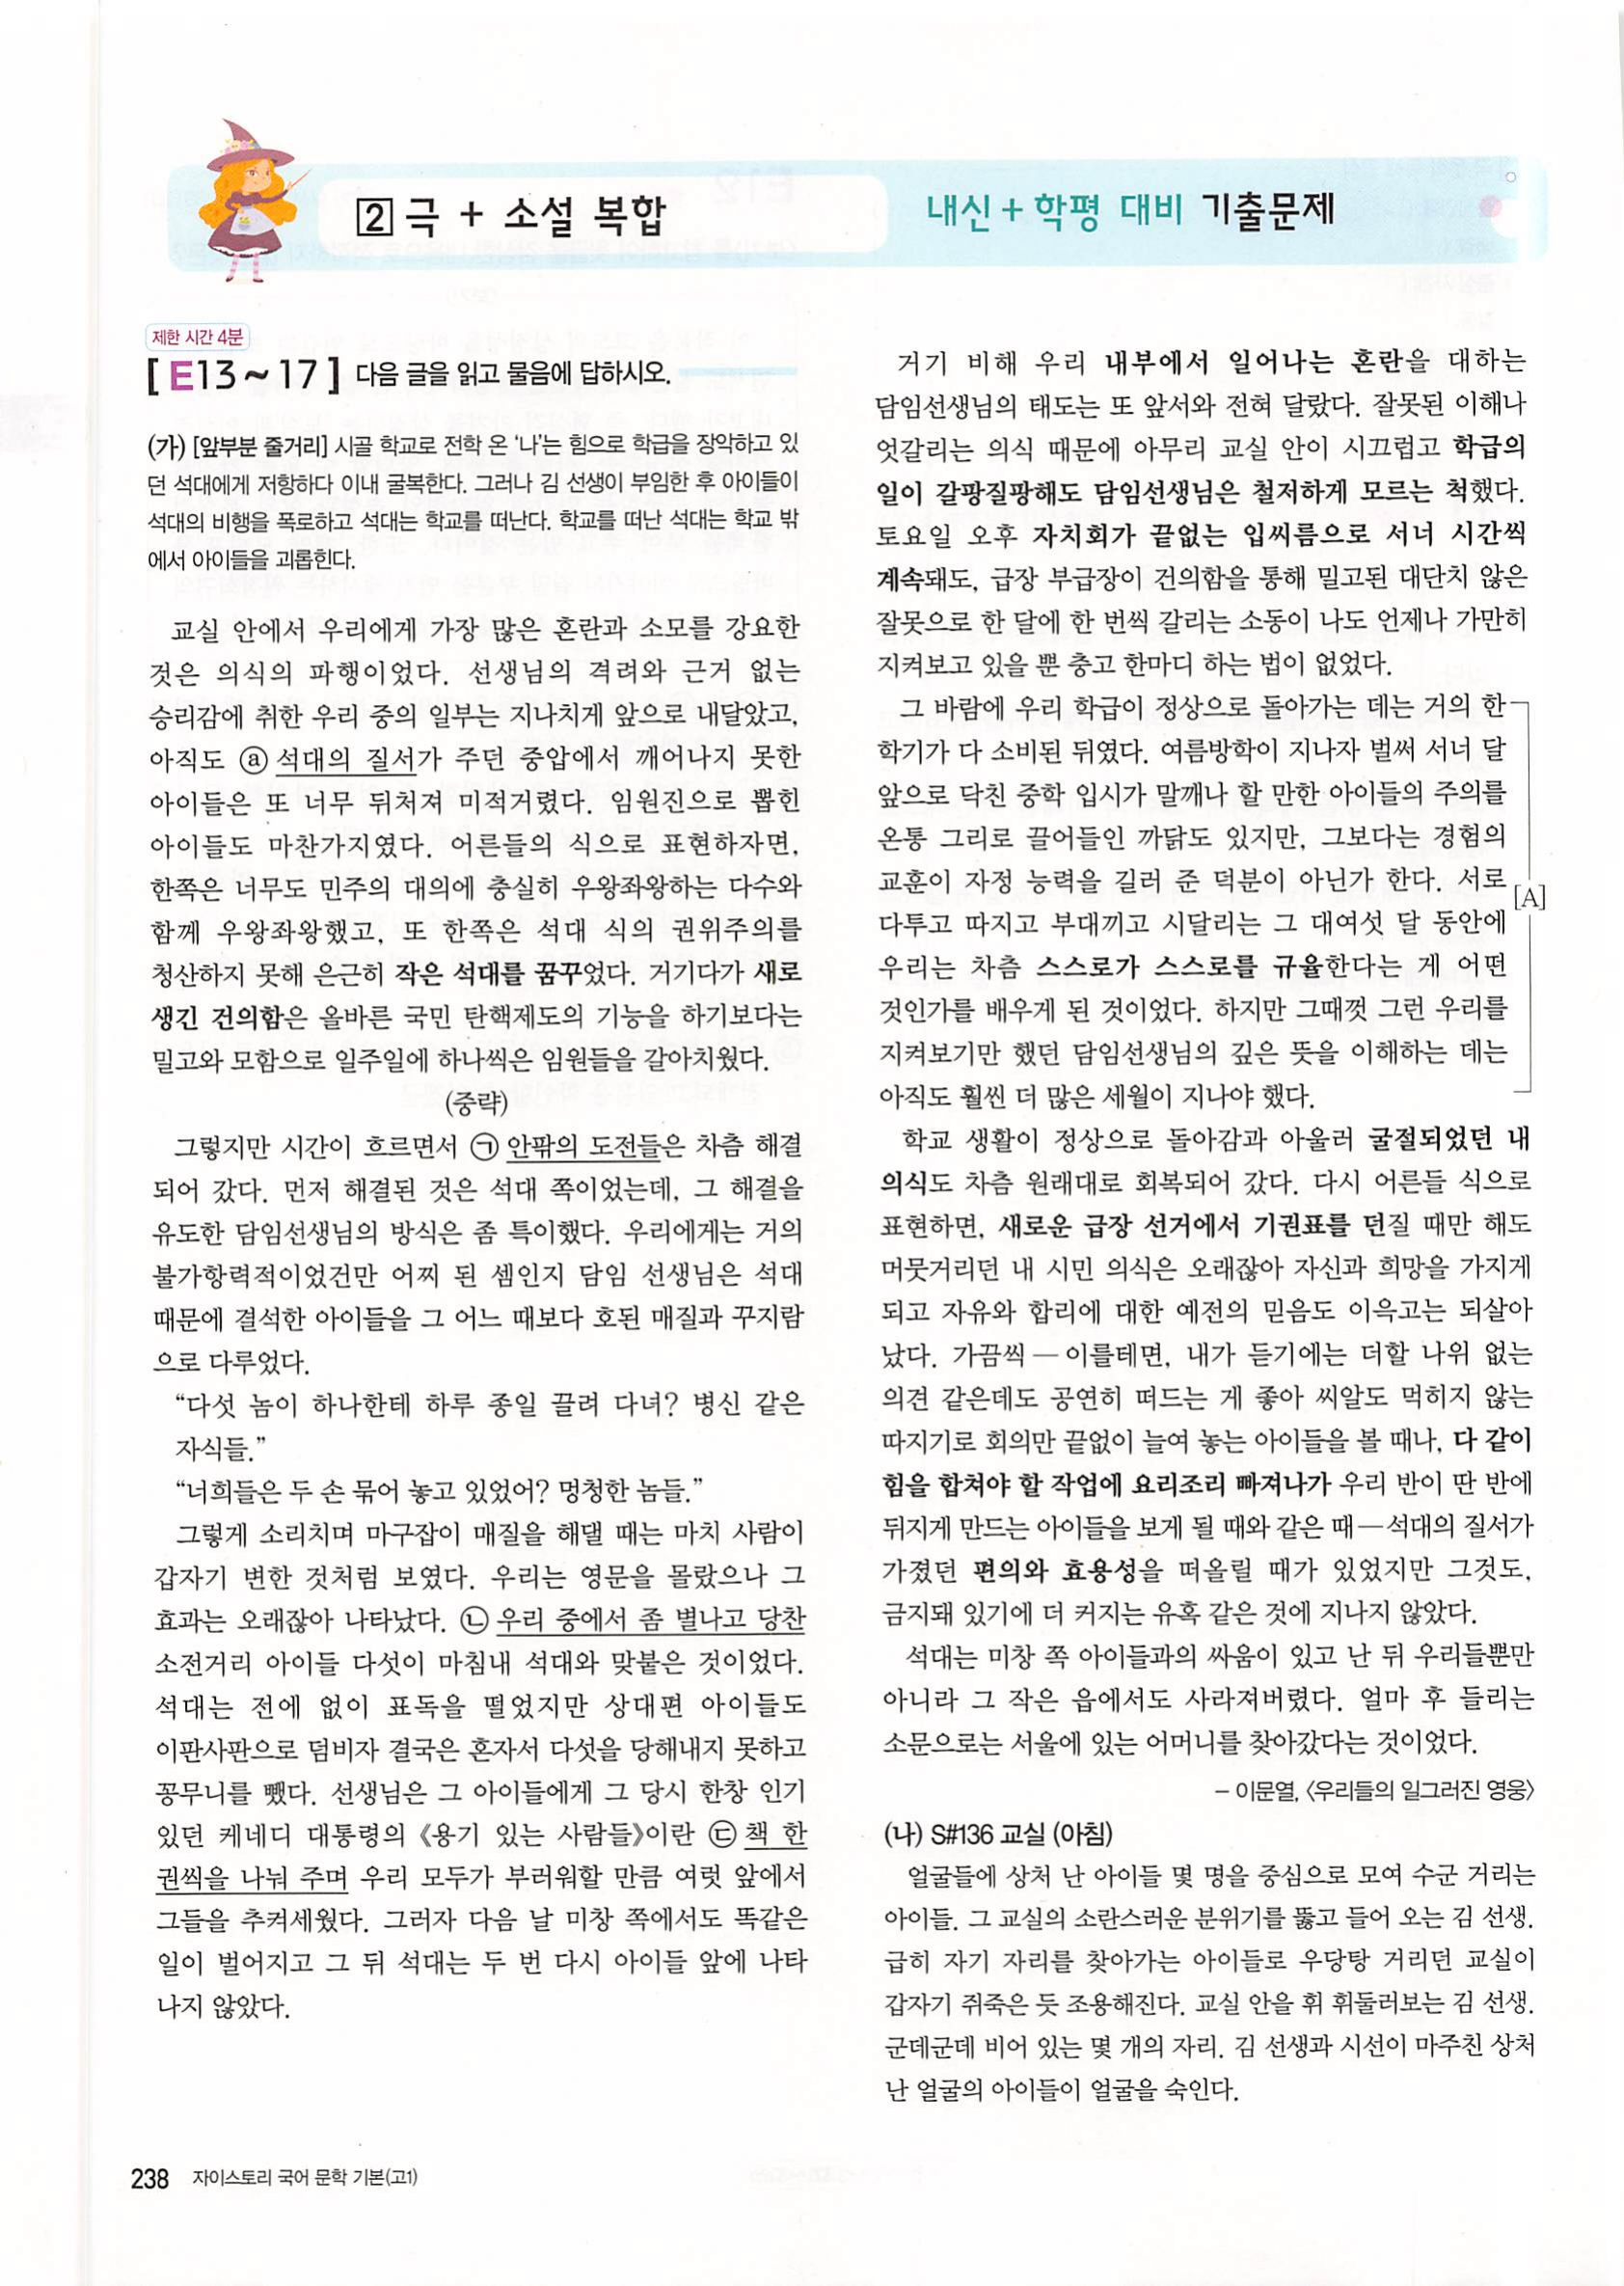 2 극 + 소설 복합
내신 + 학평 대비 기출문제
제한 시간 4분
[E13~17] 다음 글을 읽고 물음에 답하시오.
(가) [앞부분 줄거리] 시골 학교로 전학 온 ‘나’는 힘으로 학급을 장악하고 있
던 석대에게 저항하다 이내 굴복한다. 그러나 김 선생이 부임한 후 아이들이
석대의 비행을 폭로하고 석대는 학교를 떠난다. 학교를 떠난 석대는 학교 밖
에서 아이들을 괴롭힌다.
교실 안에서 우리에게 가장 많은 혼란과 소모를 강요한
것은 의식의 파행이었다. 선생님의 격려와 근거 없는
승리감에 취한 우리 중의 일부는 지나치게 앞으로 내달았고,
아직도 ⓐ 석대의 질서가 주던 중압에서 깨어나지 못한
아이들은 또 너무 뒤처져 미적거렸다. 임원진으로 뽑힌
아이들도 마찬가지였다. 어른들의 식으로 표현하자면,
한쪽은 너무도 민주의 대의에 충실히 우왕좌왕하는 다수와
함께 우왕좌왕했고, 또 한쪽은 석대 식의 권위주의를
청산하지 못해 은근히 작은 석대를 꿈꾸었다. 거기다가 새로
생긴 건의함은 올바른 국민 탄핵제도의 기능을 하기보다는
밀고와 모함으로 일주일에 하나씩은 임원들을 갈아치웠다.
(중략)
그렇지만 시간이 흐르면서 ㉠ 안팎의 도전들은 차츰 해결
되어 갔다. 먼저 해결된 것은 석대 쪽이었는데, 그 해결을
유도한 담임선생님의 방식은 좀 특이했다. 우리에게는 거의
불가항력적이었건만 어찌 된 셈인지 담임 선생님은 석대
때문에 결석한 아이들을 그 어느 때보다 호된 매질과 꾸지람
으로 다루었다.
“다섯 놈이 하나한테 하루 종일 끌려 다녀? 병신 같은
자식들.”
“너희들은 두 손 묶어 놓고 있었어? 멍청한 놈들.”
그렇게 소리치며 마구잡이 매질을 해댈 때는 마치 사람이
갑자기 변한 것처럼 보였다. 우리는 영문을 몰랐으나 그
효과는 오래잖아 나타났다. ㉡ 우리 중에서 좀 별나고 당찬
소전거리 아이들 다섯이 마침내 석대와 맞붙은 것이었다.
석대는 전에 없이 표독을 떨었지만 상대편 아이들도
이판사판으로 덤비자 결국은 혼자서 다섯을 당해내지 못하고
꽁무니를 뺐다. 선생님은 그 아이들에게 그 당시 한창 인기
있던 케네디 대통령의 《용기 있는 사람들》이란 ㉢ 책 한
권씩을 나눠 주며 우리 모두가 부러워할 만큼 여럿 앞에서
그들을 추켜세웠다. 그러자 다음 날 미창 쪽에서도 똑같은
일이 벌어지고 그 뒤 석대는 두 번 다시 아이들 앞에 나타
나지 않았다.
거기 비해 우리 내부에서 일어나는 혼란을 대하는
담임선생님의 태도는 또 앞서와 전혀 달랐다. 잘못된 이해나
엇갈리는 의식 때문에 아무리 교실 안이 시끄럽고 학급의
일이 갈팡질팡해도 담임선생님은 철저하게 모르는 척했다.
토요일 오후 자치회가 끝없는 입씨름으로 서너 시간씩
계속돼도, 급장 부급장이 건의함을 통해 밀고된 대단치 않은
잘못으로 한 달에 한 번씩 갈리는 소동이 나도 언제나 가만히
지켜보고 있을 뿐 충고 한마디 하는 법이 없었다.
그 바람에 우리 학급이 정상으로 돌아가는 데는 거의 한
학기가 다 소비된 뒤였다. 여름방학이 지나자 벌써 서너 달
앞으로 닥친 중학 입시가 말깨나 할 만한 아이들의 주의를
온통 그리로 끌어들인 까닭도 있지만, 그보다는 경험의
교훈이 자정 능력을 길러 준 덕분이 아닌가 한다. 서로
[A]
다투고 따지고 부대끼고 시달리는 그 대여섯 달 동안에
우리는 차츰 스스로가 스스로를 규율한다는 게 어떤
것인가를 배우게 된 것이었다. 하지만 그때껏 그런 우리를
지켜보기만 했던 담임선생님의 깊은 뜻을 이해하는 데는
아직도 훨씬 더 많은 세월이 지나야 했다.
학교 생활이 정상으로 돌아감과 아울러 굴절되었던 내
의식도 차츰 원래대로 회복되어 갔다. 다시 어른들 식으로
표현하면, 새로운 급장 선거에서 기권표를 던질 때만 해도
머뭇거리던 내 시민 의식은 오래잖아 자신과 희망을 가지게
되고 자유와 합리에 대한 예전의 믿음도 이윽고는 되살아
났다. 가끔씩 — 이를테면, 내가 듣기에는 더할 나위 없는
의견 같은데도 공연히 떠드는 게 좋아 씨알도 먹히지 않는
따지기로 회의만 끝없이 늘여 놓는 아이들을 볼 때나, 다 같이
힘을 합쳐야 할 작업에 요리조리 빠져나가 우리 반이 딴 반에
뒤지게 만드는 아이들을 보게 될 때와 같은 때—석대의 질서가
가졌던 편의와 효용성을 떠올릴 때가 있었지만 그것도,
금지돼 있기에 더 커지는 유혹 같은 것에 지나지 않았다.
석대는 미창 쪽 아이들과의 싸움이 있고 난 뒤 우리들뿐만
아니라 그 작은 읍에서도 사라져버렸다. 얼마 후 들리는
소문으로는 서울에 있는 어머니를 찾아갔다는 것이었다.
– 이문열, 〈우리들의 일그러진 영웅〉
(나) S#136 교실 (아침)
얼굴들에 상처 난 아이들 몇 명을 중심으로 모여 수군 거리는
아이들. 그 교실의 소란스러운 분위기를 뚫고 들어 오는 김 선생.
급히 자기 자리를 찾아가는 아이들로 우당탕 거리던 교실이
갑자기 쥐죽은 듯 조용해진다. 교실 안을 휘 휘둘러보는 김 선생.
군데군데 비어 있는 몇 개의 자리. 김 선생과 시선이 마주친 상처
난 얼굴의 아이들이 얼굴을 숙인다.
238 자이스토리 국어 문학 기본(고1)